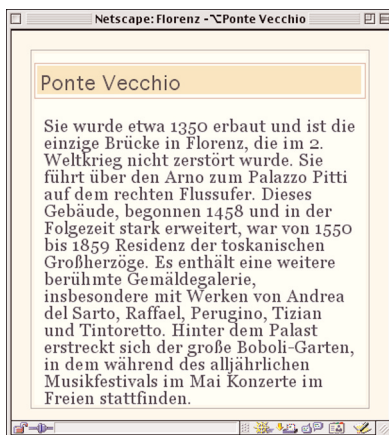 Netscape: Florenz -⌥Ponte Vecchio
Ponte Vecchio
Sie wurde etwa 1350 erbaut und ist die
einzige Brücke in Florenz, die im 2.
Weltkrieg nicht zerstört wurde. Sie
führt über den Arno zum Palazzo Pitti
auf dem rechten Flussufer. Dieses
Gebäude, begonnen 1458 und in der
Folgezeit stark erweitert, war von 1550
bis 1859 Residenz der toskanischen
Großherzöge. Es enthält eine weitere
berühmte Gemäldegalerie,
insbesondere mit Werken von Andrea
del Sarto, Raffael, Perugino, Tizian
und Tintoretto. Hinter dem Palast
erstreckt sich der große Boboli-Garten,
in dem während des alljährlichen
Musikfestivals im Mai Konzerte im
Freien stattfinden.